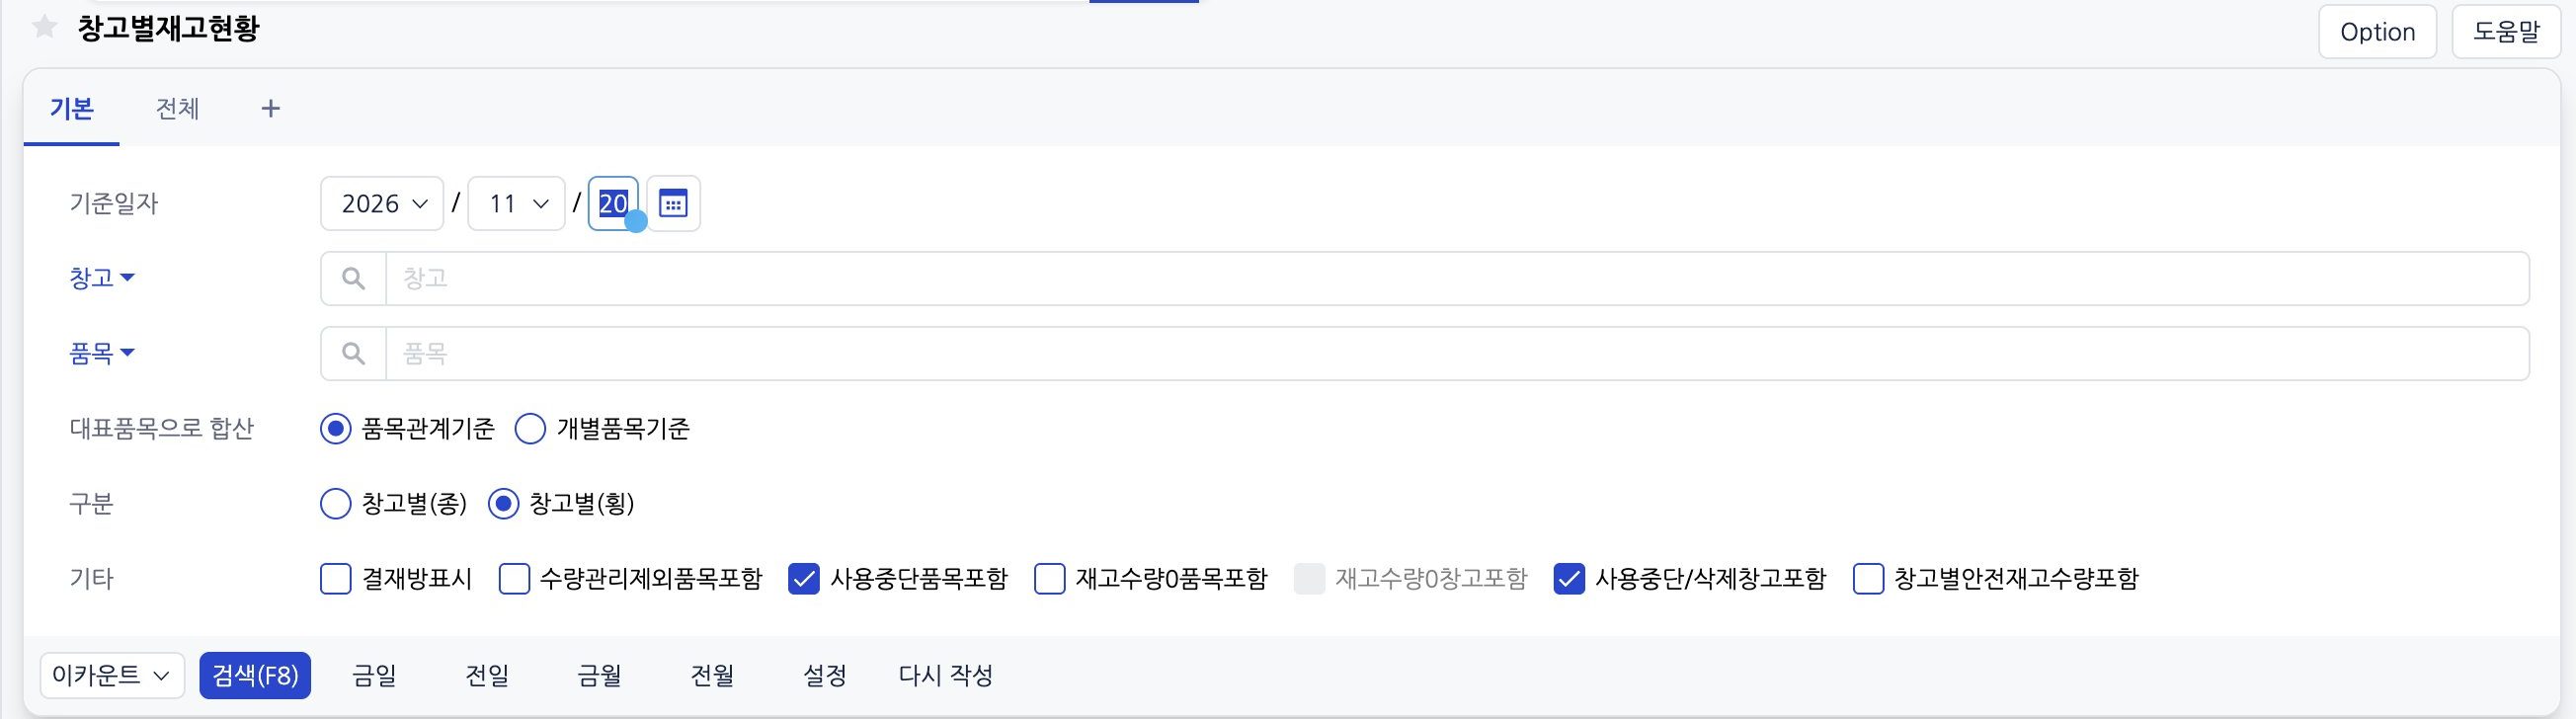 창고별재고현황 Option 도움말
기본 전체 +
기준일자 2026 / 11 / 20
창고 창고
품목 품목
대표품목으로 합산 품목관계기준 개별품목기준
구분 창고별(종) 창고별(횡)
기타 결재방표시 수량관리제외품목포함 사용중단품목포함 재고수량0품목포함 재고수량0창고포함 사용중단/삭제창고포함 창고별안전재고수량포함
이카운트 검색(F8) 금일 전일 금월 전월 설정 다시 작성